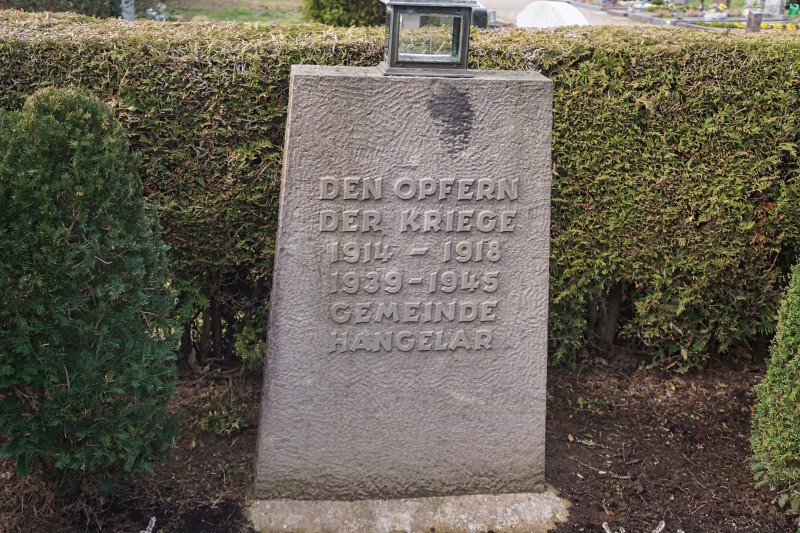 DEN OPFERN
DER KRIEGE
1914 – 1918
1939–1945
GEMEINDE
HANGELAR